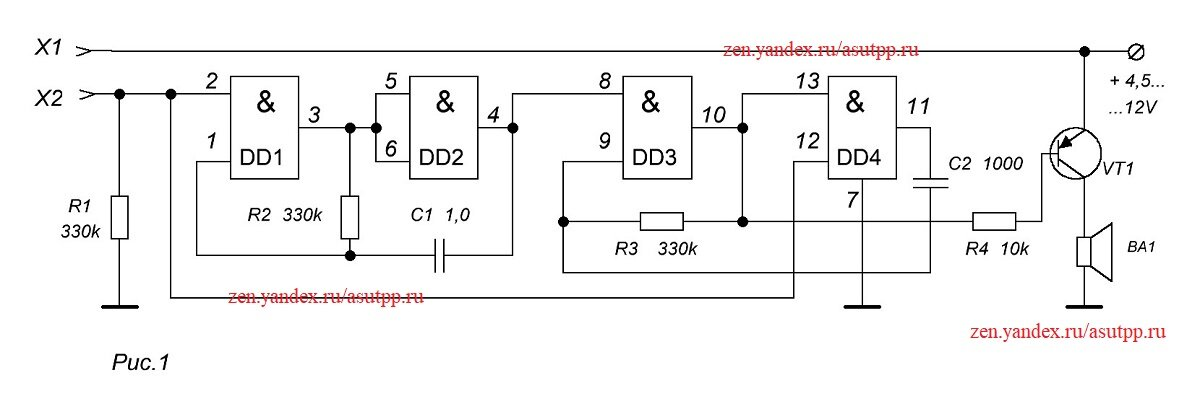 X1
zen.yandex.ru/asutpp.ru
X2
2
&
3
1
DD1
5
&
4
6
DD2
8
&
10
9
DD3
13
&
11
12
DD4
7
+ 4,5...
...12V
VT1
C2 1000
R1
330k
R2 330k
C1 1,0
R3 330k
R4 10k
BA1
zen.yandex.ru/asutpp.ru
zen.yandex.ru/asutpp.ru
Рис.1